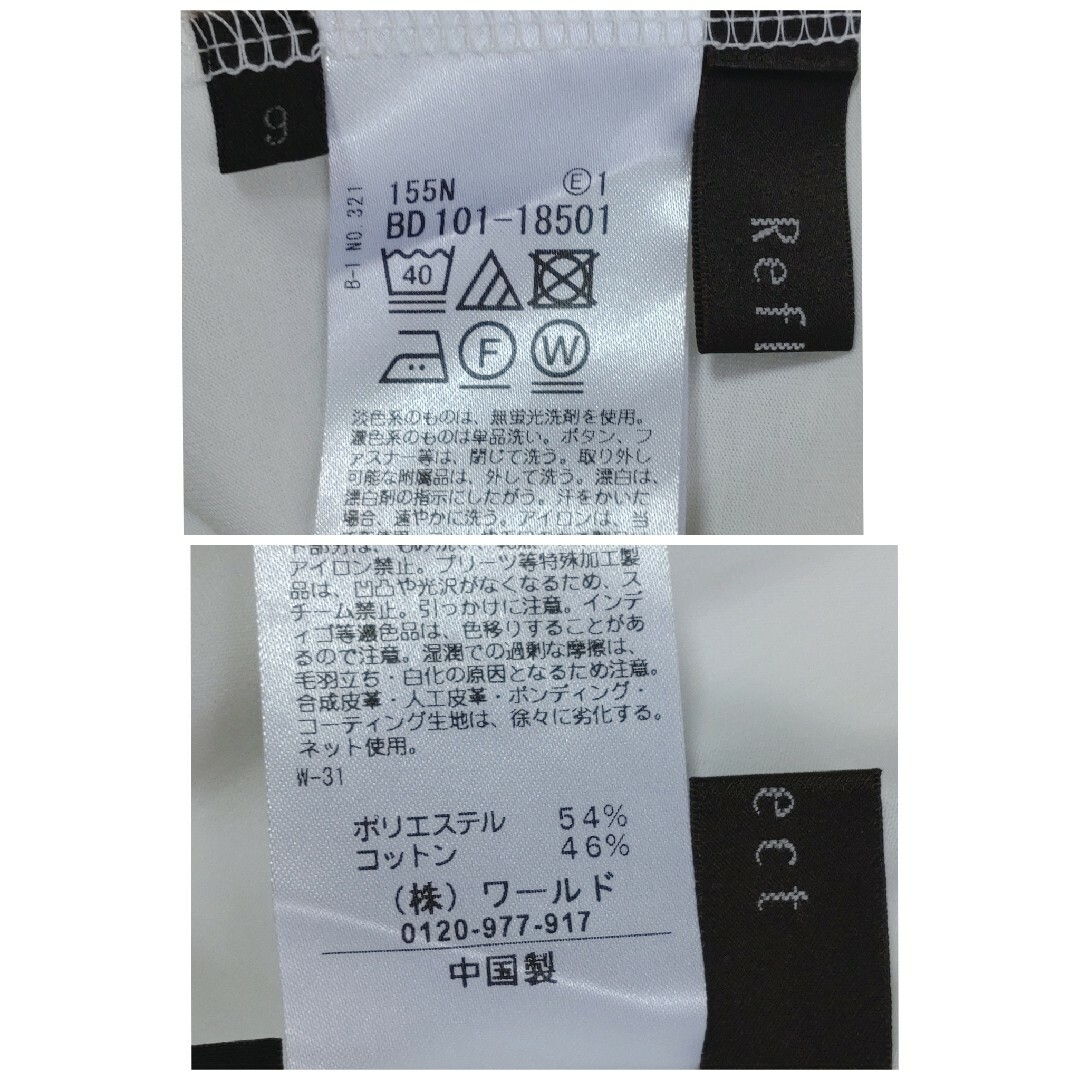 9
155N
Ⓔ1
BD101-18501
B-1 NO. 321
40
F
W
淡色系のものは、無蛍光洗剤を使用。
濃色系のものは単品洗い。ボタン、フ
ァスナー等は、閉じて洗う。取り外し
可能な附属品は、外して洗う。漂白は、
漂白剤の指示にしたがう。汗をかいた
場合、速やかに洗う。アイロンは、当
Refl
アイロン禁止。プリーツ等特殊加工製
品は、凹凸や光沢がなくなるため、ス
チーム禁止。引っかけに注意。インデ
ィゴ等濃色品は、色移りすることがあ
るので注意。湿潤での過剰な摩擦は、
毛羽立ち・白化の原因となるため注意。
合成皮革・人工皮革・ボンディング・
コーティング生地は、徐々に劣化する。
ネット使用。
W-31
ポリエステル 54%
コットン 46%
(株)ワールド
0120-977-917
中国製
ect